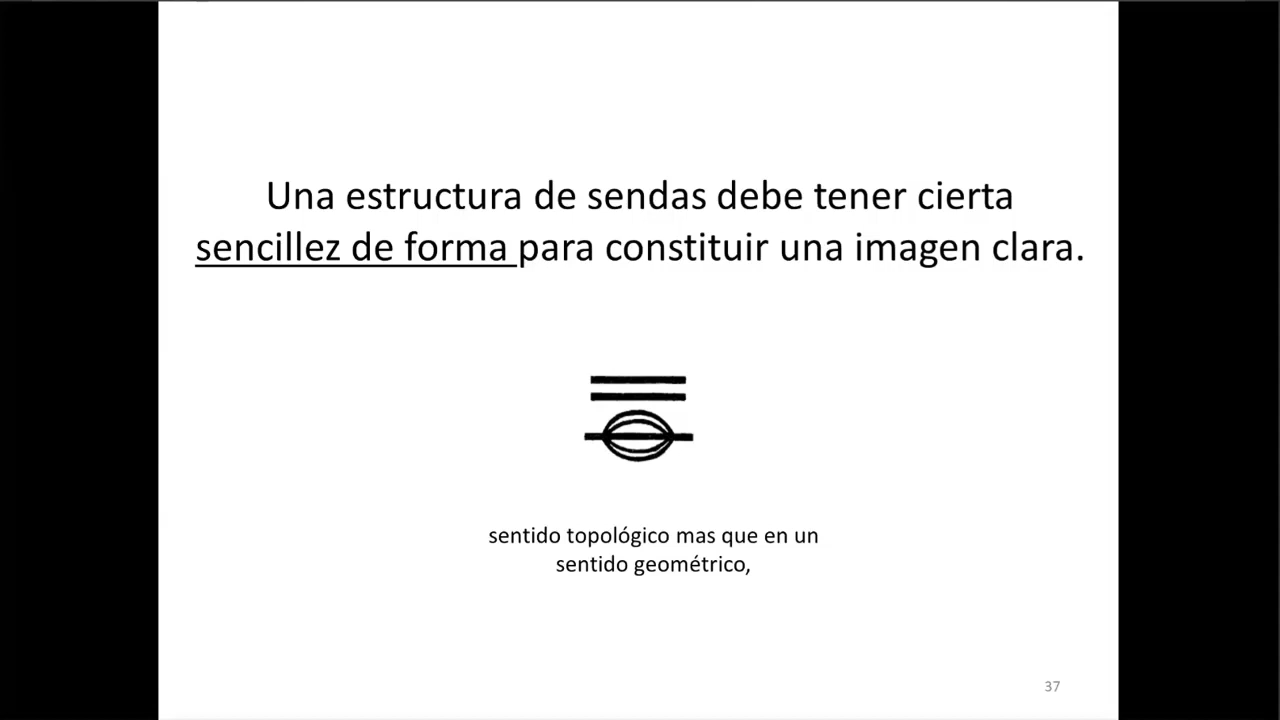 Una estructura de sendas debe tener cierta
sencillez de forma para constituir una imagen clara.
sentido topológico mas que en un
sentido geométrico,
37